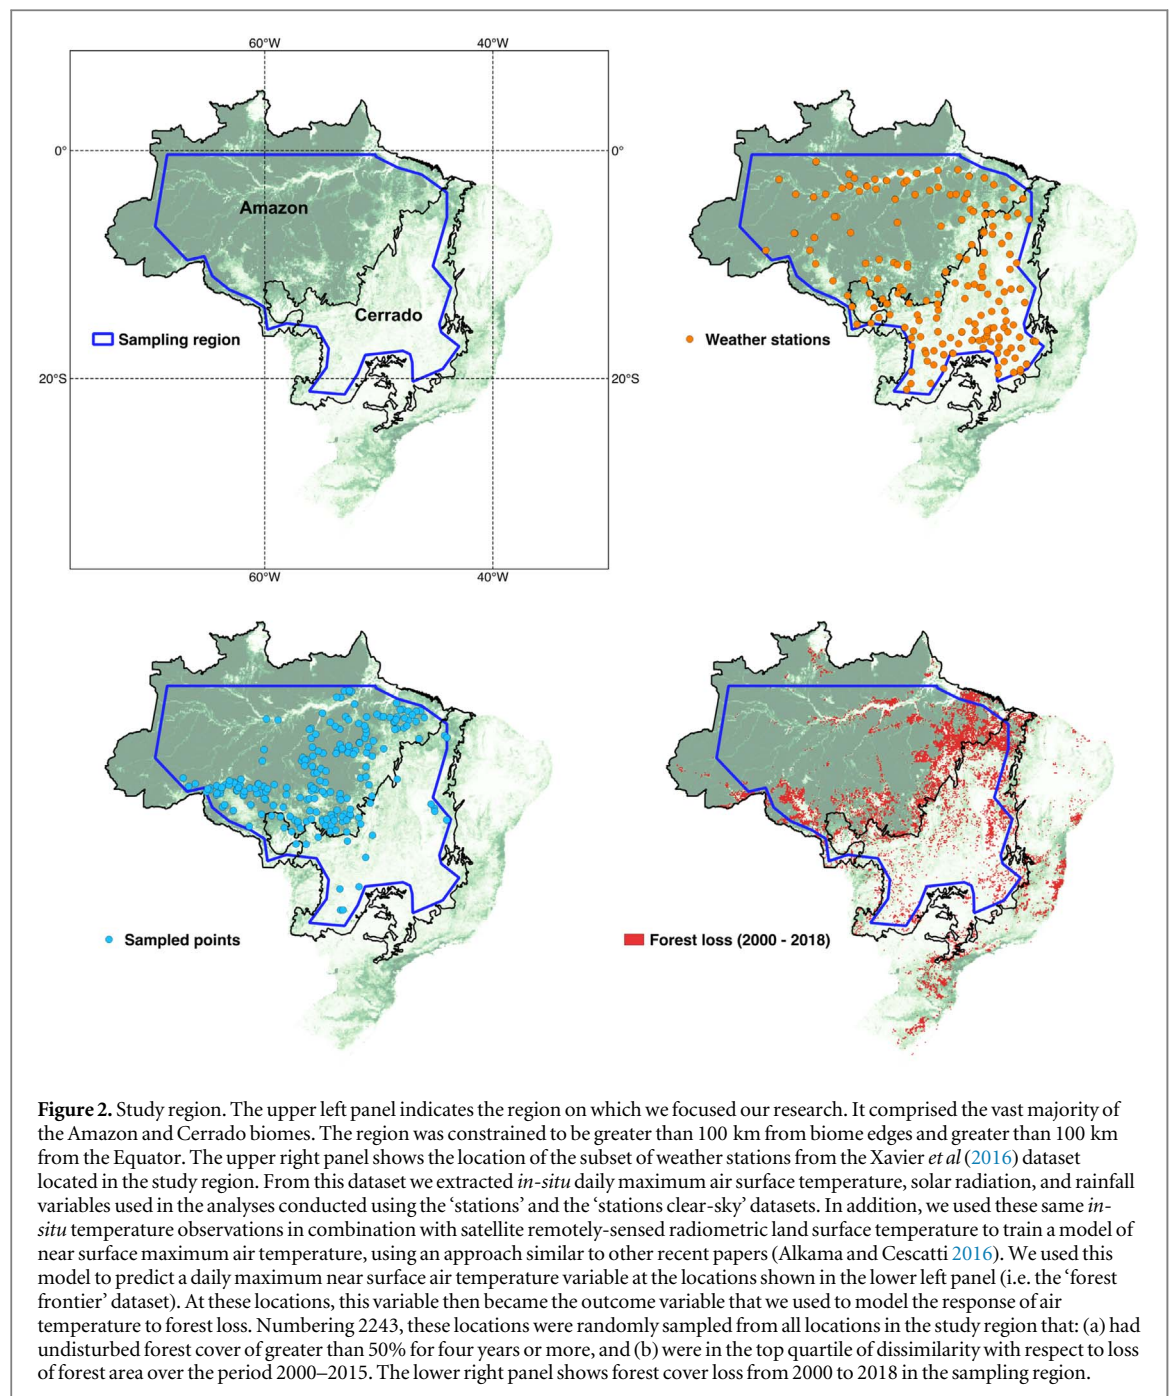 60°W 40°W
0° 0°
Amazon
Cerrado
Sampling region
Weather stations
20°S 20°S
60°W 40°W
Sampled points
Forest loss (2000 - 2018)
Figure 2. Study region. The upper left panel indicates the region on which we focused our research. It comprised the vast majority of
the Amazon and Cerrado biomes. The region was constrained to be greater than 100 km from biome edges and greater than 100 km
from the Equator. The upper right panel shows the location of the subset of weather stations from the Xavier et al (2016) dataset
located in the study region. From this dataset we extracted in-situ daily maximum air surface temperature, solar radiation, and rainfall
variables used in the analyses conducted using the ‘stations’ and the ‘stations clear-sky’ datasets. In addition, we used these same in-
situ temperature observations in combination with satellite remotely-sensed radiometric land surface temperature to train a model of
near surface maximum air temperature, using an approach similar to other recent papers (Alkama and Cescatti 2016). We used this
model to predict a daily maximum near surface air temperature variable at the locations shown in the lower left panel (i.e. the ‘forest
frontier’ dataset). At these locations, this variable then became the outcome variable that we used to model the response of air
temperature to forest loss. Numbering 2243, these locations were randomly sampled from all locations in the study region that: (a) had
undisturbed forest cover of greater than 50% for four years or more, and (b) were in the top quartile of dissimilarity with respect to loss
of forest area over the period 2000–2015. The lower right panel shows forest cover loss from 2000 to 2018 in the sampling region.